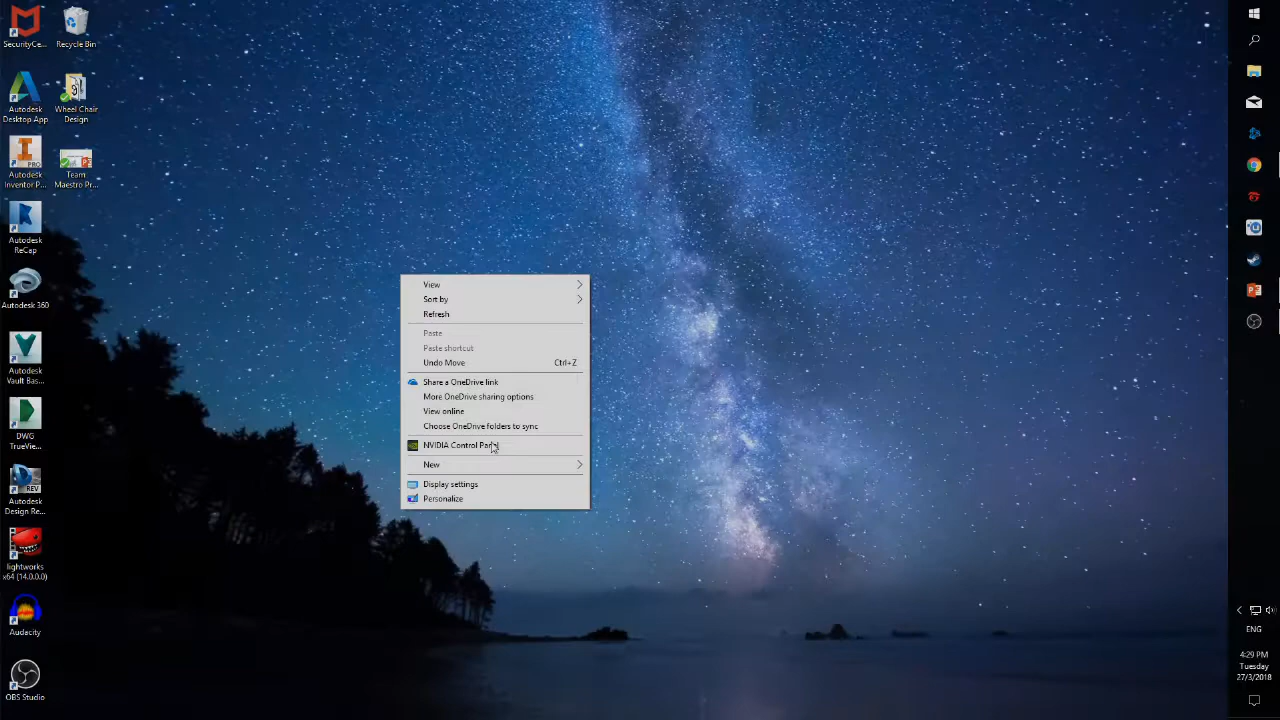 SecurityCe...
Recycle Bin
Autodesk
Desktop App
Wheel Chair
Design
PRO
Autodesk
Inventor P...
Team
Maestro Pr...
Autodesk
ReCap
Autodesk 360
Autodesk
Vault Bas...
DWG
TrueVie...
REV
Autodesk
Design Re...
lightworks
x64 [14.0.0.0)
Audacity
OBS Studio
View
Sort by
Refresh
Paste
Paste shortcut
Undo Move Ctrl+Z
Share a OneDrive link
More OneDrive sharing options
View online
Choose OneDrive folders to sync
NVIDIA Control Panel
New
Display settings
Personalize
ENG
4:29 PM
Tuesday
27/3/2018